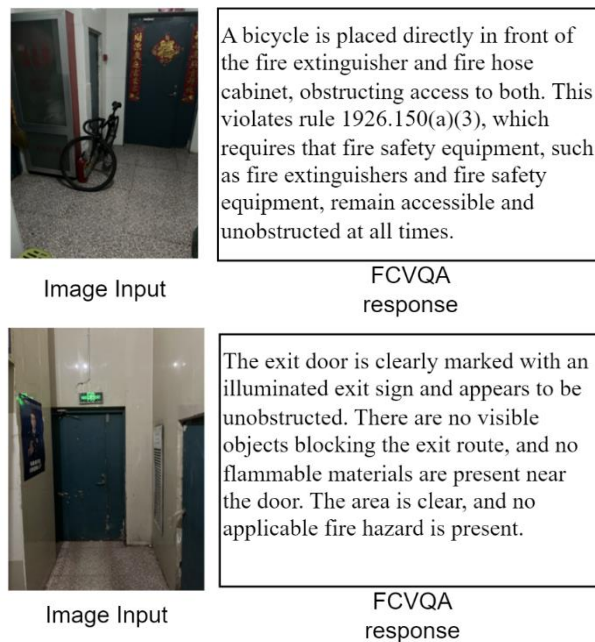 A bicycle is placed directly in front of
the fire extinguisher and fire hose
cabinet, obstructing access to both. This
violates rule 1926.150(a)(3), which
requires that fire safety equipment, such
as fire extinguishers and fire safety
equipment, remain accessible and
unobstructed at all times.
Image Input
FCVQA
response
The exit door is clearly marked with an
illuminated exit sign and appears to be
unobstructed. There are no visible
objects blocking the exit route, and no
flammable materials are present near
the door. The area is clear, and no
applicable fire hazard is present.
Image Input
FCVQA
response